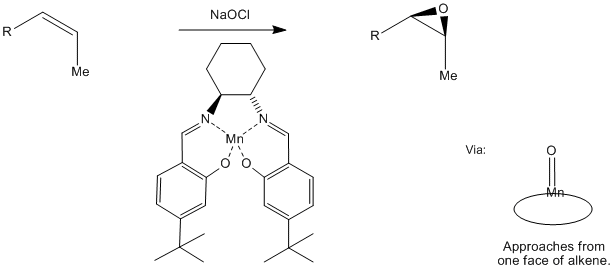 NaOCl
R
Me
N
N
Mn
O
O
R
O
Me
Via:
O
Mn
Approaches from
one face of alkene.